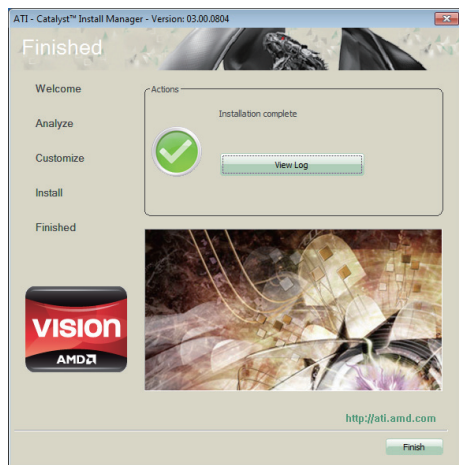 ATI - Catalyst™ Install Manager - Version: 03.00.0804
Finished
Welcome
Analyze
Customize
Install
Finished
Actions
Installation complete
View Log
VISION
AMD
http://ati.amd.com
Finish